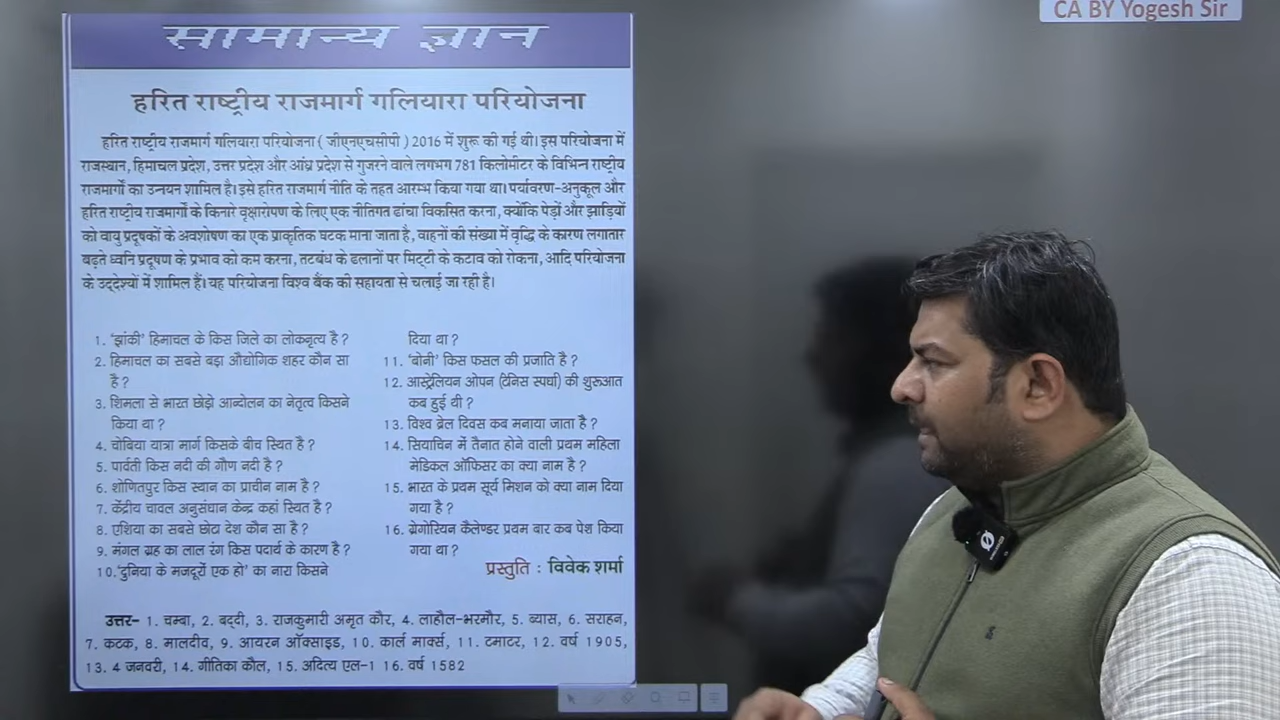 CA BY Yogesh Sir
सामान्य ज्ञान
हरित राष्ट्रीय राजमार्ग गलियारा परियोजना
हरित राष्ट्रीय राजमार्ग गलियारा परियोजना ( जीएनएचसीपी ) 2016 में शुरू की गई थी। इस परियोजना में
राजस्थान, हिमाचल प्रदेश, उत्तर प्रदेश और आंध्र प्रदेश से गुजरने वाले लगभग 781 किलोमीटर के विभिन्न राष्ट्रीय
राजमार्गों का उन्नयन शामिल है। इसे हरित राजमार्ग नीति के तहत आरम्भ किया गया था। पर्यावरण-अनुकूल और
हरित राष्ट्रीय राजमार्गों के किनारे वृक्षारोपण के लिए एक नीतिगत ढांचा विकसित करना, क्योंकि पेड़ों और झाड़ियों
को वायु प्रदूषकों के अवशोषण का एक प्राकृतिक घटक माना जाता है, वाहनों की संख्या में वृद्धि के कारण लगातार
बढ़ते ध्वनि प्रदूषण के प्रभाव को कम करना, तटबंध के ढलानों पर मिट्टी के कटाव को रोकना, आदि परियोजना
के उद्देश्यों में शामिल हैं। यह परियोजना विश्व बैंक की सहायता से चलाई जा रही है।
1. ‘झांकी’ हिमाचल के किस जिले का लोकनृत्य है ?
2. हिमाचल का सबसे बड़ा औद्योगिक शहर कौन सा
है ?
3. शिमला से भारत छोड़ो आन्दोलन का नेतृत्व किसने
किया था ?
4. चोबिया यात्रा मार्ग किसके बीच स्थित है ?
5. पार्वती किस नदी की गौण नदी है ?
6. शोणितपुर किस स्थान का प्राचीन नाम है ?
7. केंद्रीय चावल अनुसंधान केन्द्र कहां स्थित है ?
8. एशिया का सबसे छोटा देश कौन सा है ?
9. मंगल ग्रह का लाल रंग किस पदार्थ के कारण है ?
10.‘दुनिया के मजदूरों एक हो’ का नारा किसने
दिया था ?
11. ‘बोनी’ किस फसल की प्रजाति है ?
12. आस्ट्रेलियन ओपन (टैनिस स्पर्धा) की शुरुआत
कब हुई थी ?
13. विश्व ब्रेल दिवस कब मनाया जाता है ?
14. सियाचिन में तैनात होने वाली प्रथम महिला
मेडिकल ऑफिसर का क्या नाम है ?
15. भारत के प्रथम सूर्य मिशन को क्या नाम दिया
गया है ?
16. ग्रेगोरियन कैलेण्डर प्रथम बार कब पेश किया
गया था ?
प्रस्तुति : विवेक शर्मा
उत्तर- 1. चम्बा, 2. बद्दी, 3. राजकुमारी अमृत कौर, 4. लाहौल-भरमौर, 5. ब्यास, 6. सराहन,
7. कटक, 8. मालदीव, 9. आयरन ऑक्साइड, 10. कार्ल मार्क्स, 11. टमाटर, 12. वर्ष 1905,
13. 4 जनवरी, 14. गीतिका कौल, 15. अदित्य एल-1 16. वर्ष 1582